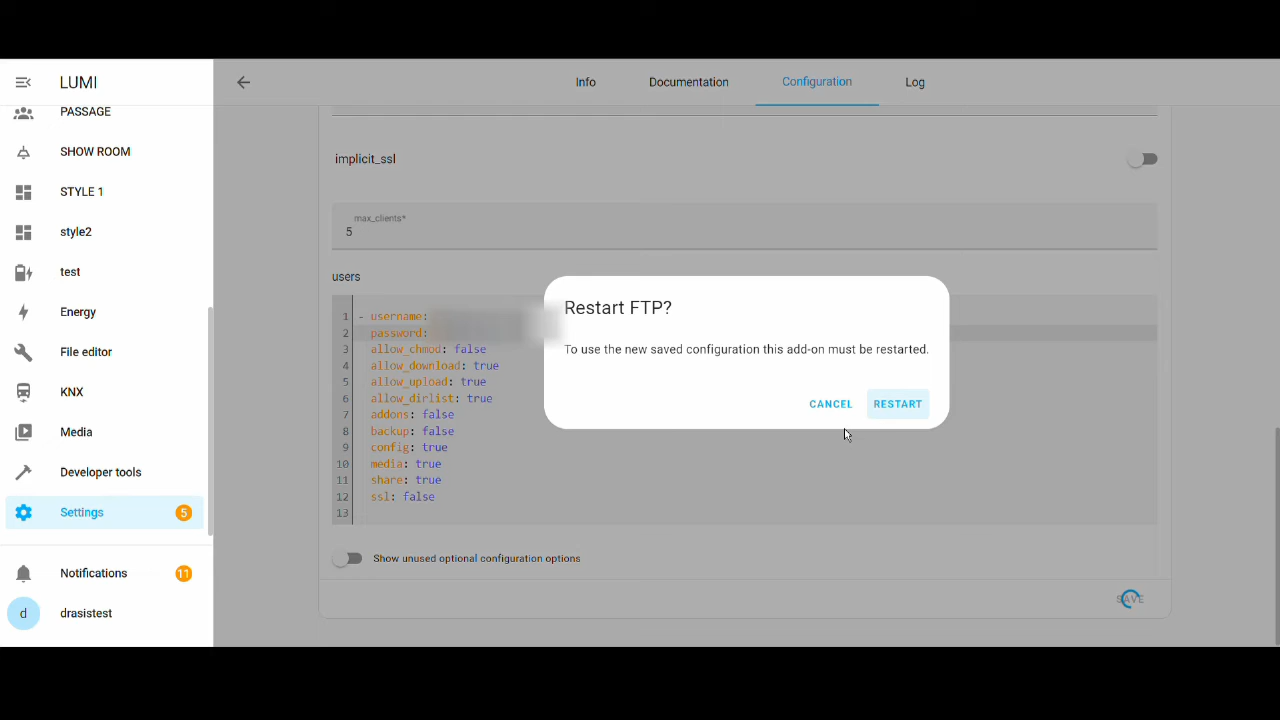 LUMI
PASSAGE
SHOW ROOM
STYLE 1
style2
test
Energy
File editor
KNX
Media
Developer tools
Settings 5
Notifications 11
d drasistest
Info Documentation Configuration Log
implicit_ssl
max_clients*
5
users
1 - username:
2 password:
3 allow_chmod: false
4 allow_download: true
5 allow_upload: true
6 allow_dirlist: true
7 addons: false
8 backup: false
9 config: true
10 media: true
11 share: true
12 ssl: false
13
Restart FTP?
To use the new saved configuration this add-on must be restarted.
CANCEL RESTART
Show unused optional configuration options
SAVE